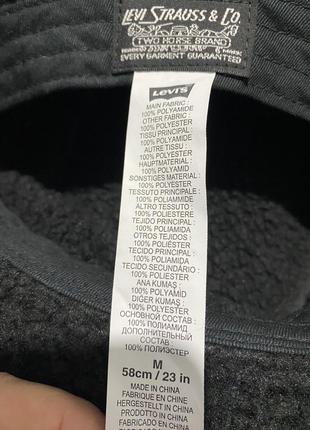 LEVI STRAUSS & CO.
TWO HORSE BRAND
EVERY GARMENT GUARANTEED
Levi's
MAIN FABRIC :
100% POLYAMIDE
OTHER FABRIC :
100% POLYESTER
TISSU PRINCIPAL :
100% POLYAMIDE
AUTRE TISSU :
100% POLYESTER
HAUPTMATERIAL :
100% POLYAMID
SONSTIGES MATERIAL :
100% POLYESTER
TESSUTO PRINCIPALE :
100% POLIAMMIDE
ALTRO TESSUTO :
100% POLIESTERE
TEJIDO PRINCIPAL :
100% POLIAMIDA
OTROS TEJIDOS :
100% POLIÉSTER
TECIDO PRINCIPAL :
100% POLIAMIDA
TECIDO SECUNDÁRIO :
100% POLIÉSTER
ANA KUMAŞ :
100% POLYAMİD
DİĞER KUMAŞ :
100% POLYESTER
ОСНОВНОЙ СОСТАВ :
100% ПОЛИАМИД
ДОПОЛНИТЕЛЬНЫЙ
СОСТАВ :
100% ПОЛИЭСТЕР
M
58cm / 23 in
MADE IN CHINA
FABRIQUE EN CHINE
HERGESTELLT IN CHINA
PRODOTTO IN CINA
FABRICADO EN CHINA